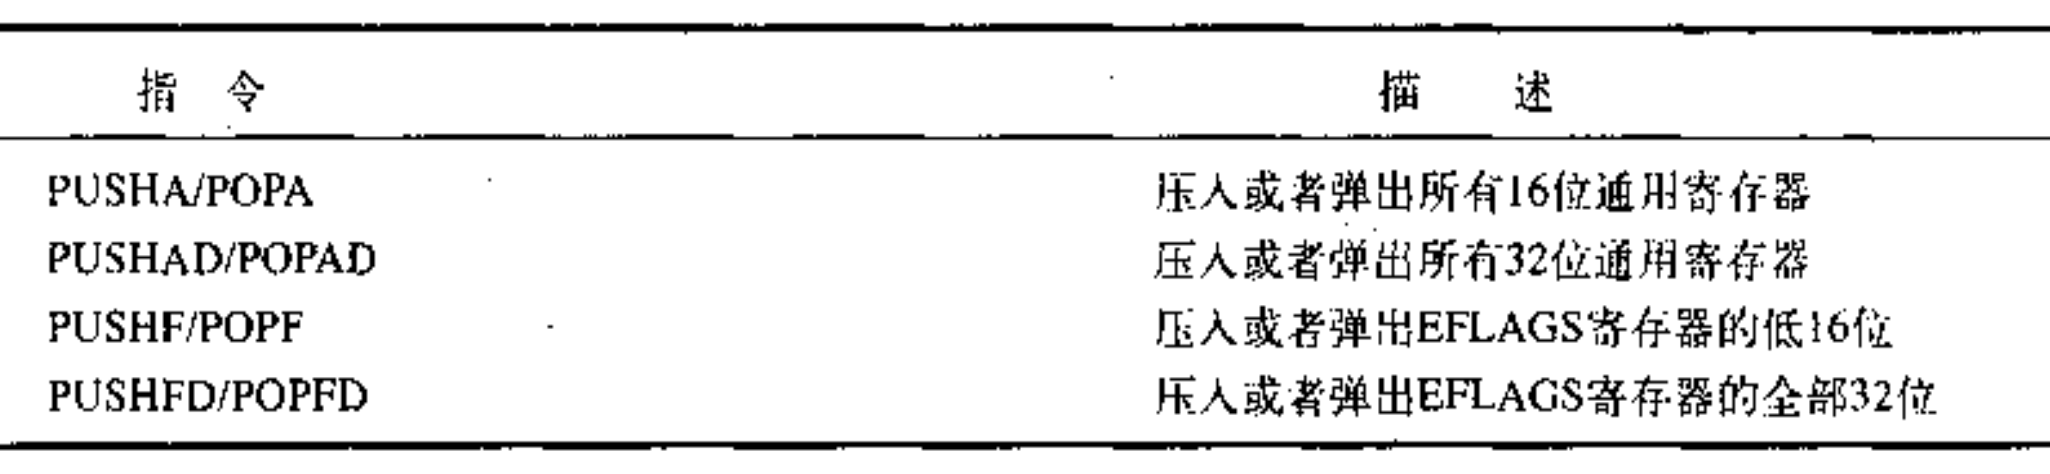 指 令 描 述
PUSHA/POPA 压入或者弹出所有16位通用寄存器
PUSHAD/POPAD 压入或者弹出所有32位通用寄存器
PUSHF/POPF 压入或者弹出EFLAGS寄存器的低16位
PUSHFD/POPFD 压入或者弹出EFLAGS寄存器的全部32位